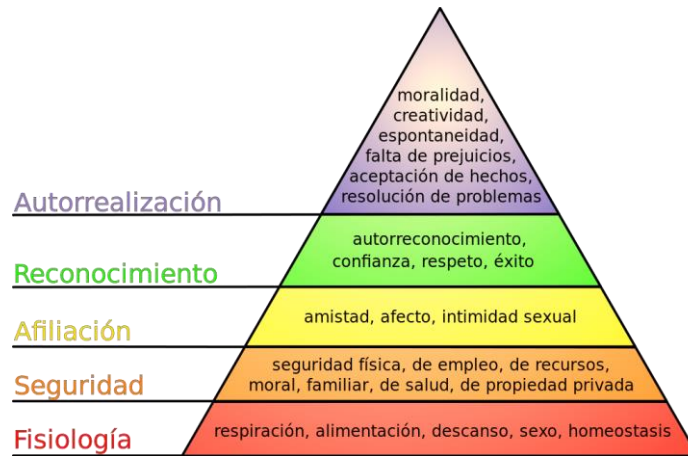 moralidad,
creatividad,
espontaneidad,
falta de prejuicios,
aceptación de hechos,
resolución de problemas
Autorrealización
autorreconocimiento,
confianza, respeto, éxito
Reconocimiento
amistad, afecto, intimidad sexual
Afiliación
seguridad física, de empleo, de recursos,
moral, familiar, de salud, de propiedad privada
Seguridad
respiración, alimentación, descanso, sexo, homeostasis
Fisiología